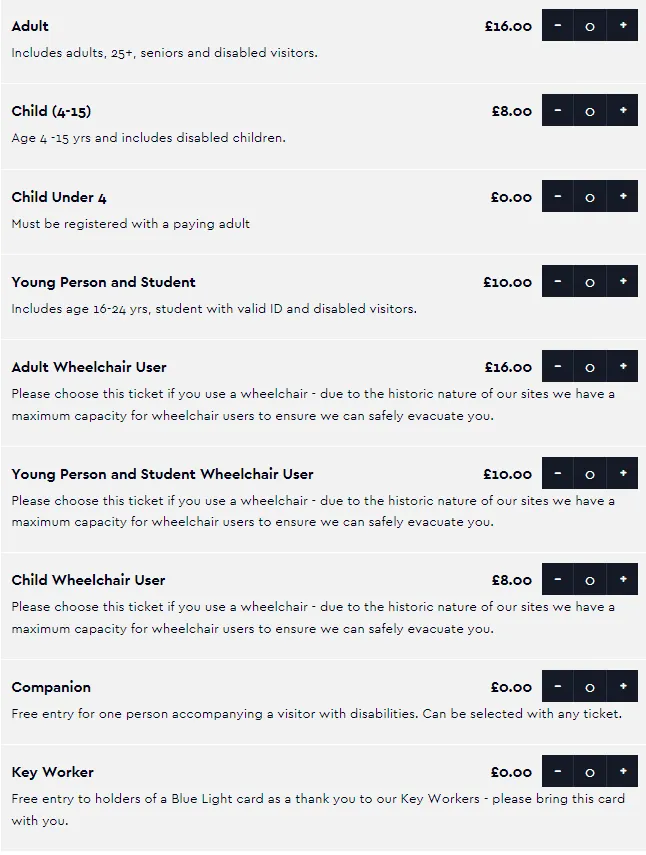 Adult £16.00 - 0 +
Includes adults, 25+, seniors and disabled visitors.
Child (4-15) £8.00 - 0 +
Age 4 -15 yrs and includes disabled children.
Child Under 4 £0.00 - 0 +
Must be registered with a paying adult
Young Person and Student £10.00 - 0 +
Includes age 16-24 yrs, student with valid ID and disabled visitors.
Adult Wheelchair User £16.00 - 0 +
Please choose this ticket if you use a wheelchair - due to the historic nature of our sites we have a
maximum capacity for wheelchair users to ensure we can safely evacuate you.
Young Person and Student Wheelchair User £10.00 - 0 +
Please choose this ticket if you use a wheelchair - due to the historic nature of our sites we have a
maximum capacity for wheelchair users to ensure we can safely evacuate you.
Child Wheelchair User £8.00 - 0 +
Please choose this ticket if you use a wheelchair - due to the historic nature of our sites we have a
maximum capacity for wheelchair users to ensure we can safely evacuate you.
Companion £0.00 - 0 +
Free entry for one person accompanying a visitor with disabilities. Can be selected with any ticket.
Key Worker £0.00 - 0 +
Free entry to holders of a Blue Light card as a thank you to our Key Workers - please bring this card
with you.